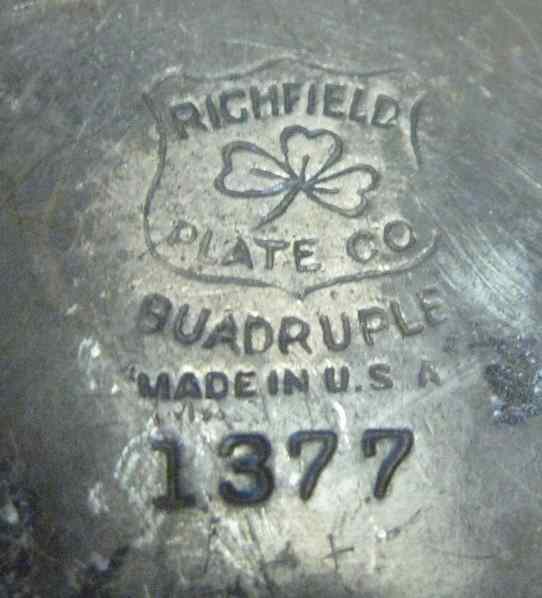 RICHFIELD
PLATE CO
QUADRUPLE
MADE IN U.S A
1377